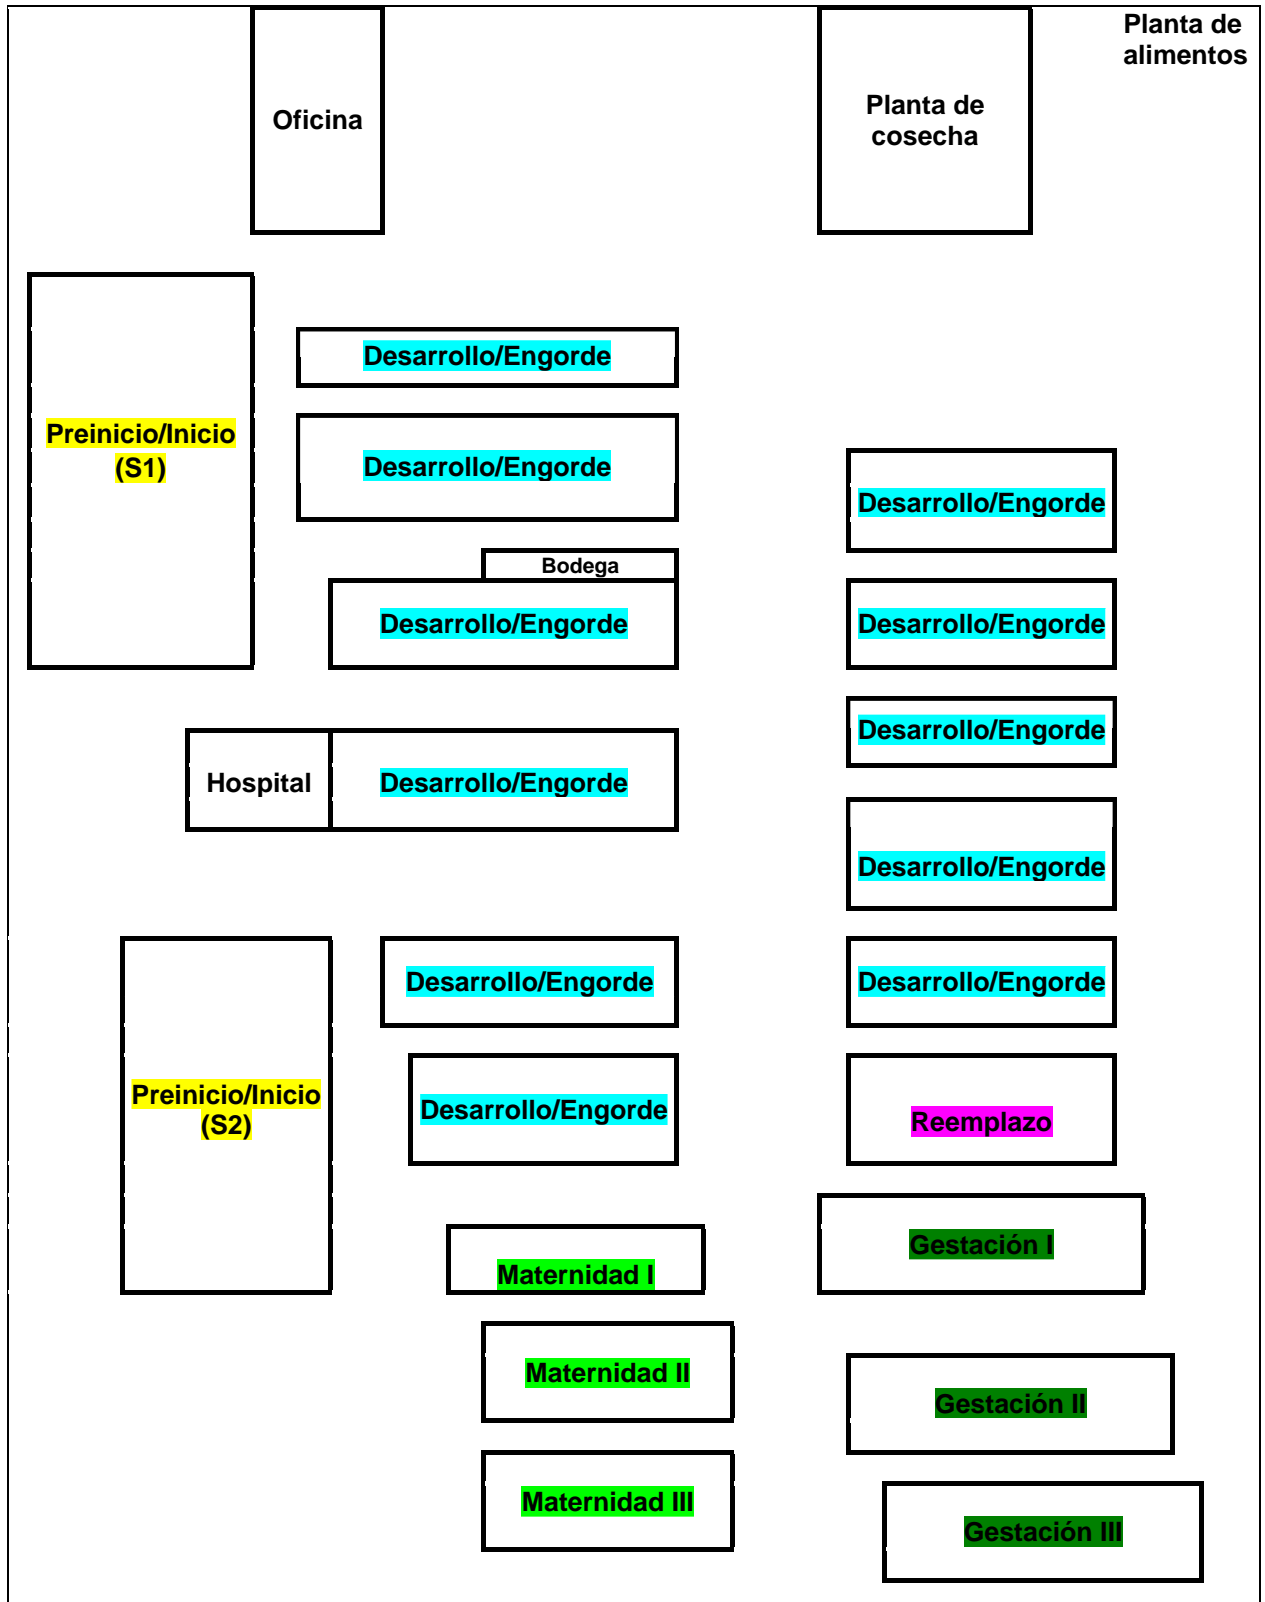 Planta de
alimentos
Oficina
Planta de
cosecha
Desarrollo/Engorde
Preinicio/Inicio
(S1)
Desarrollo/Engorde
Desarrollo/Engorde
Bodega
Desarrollo/Engorde
Desarrollo/Engorde
Desarrollo/Engorde
Hospital
Desarrollo/Engorde
Desarrollo/Engorde
Desarrollo/Engorde
Desarrollo/Engorde
Preinicio/Inicio
(S2)
Desarrollo/Engorde
Reemplazo
Gestación I
Maternidad I
Maternidad II
Gestación II
Maternidad III
Gestación III